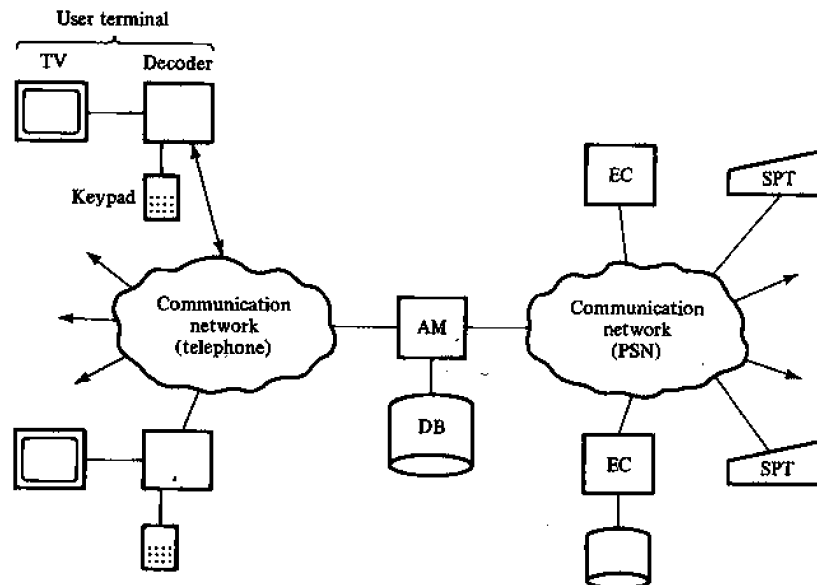 User terminal
TV
Decoder
Keypad
EC
SPT
Communication
network
(telephone)
AM
Communication
network
(PSN)
DB
EC
SPT